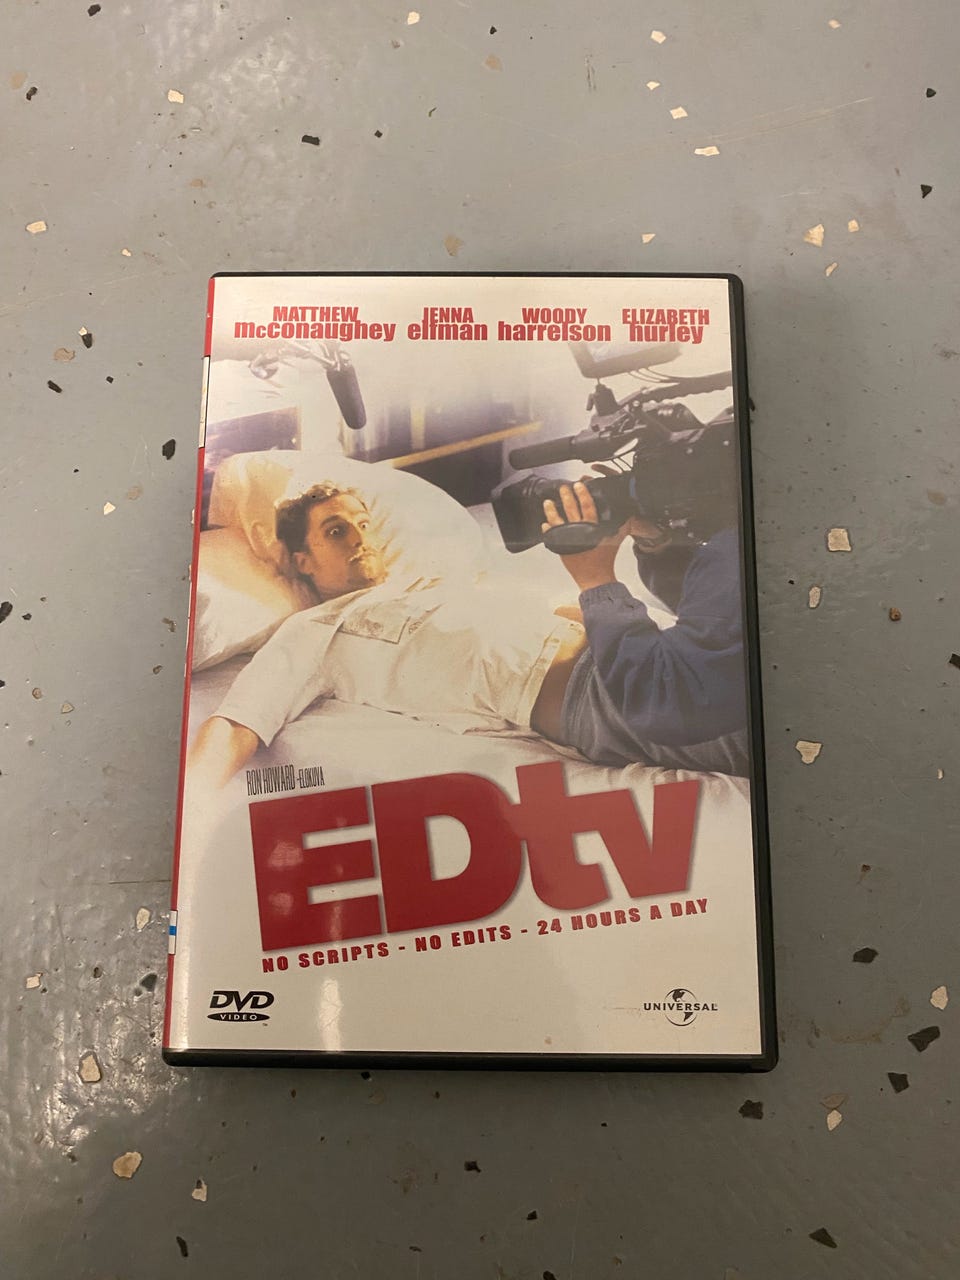 MATTHEW JENNA WOODY ELIZABETH
mcconaughey elfman harrelson hurley
RON HOWARD -ELOKUVA
EDtv
NO SCRIPTS - NO EDITS - 24 HOURS A DAY
DVD
VIDEO
UNIVERSAL